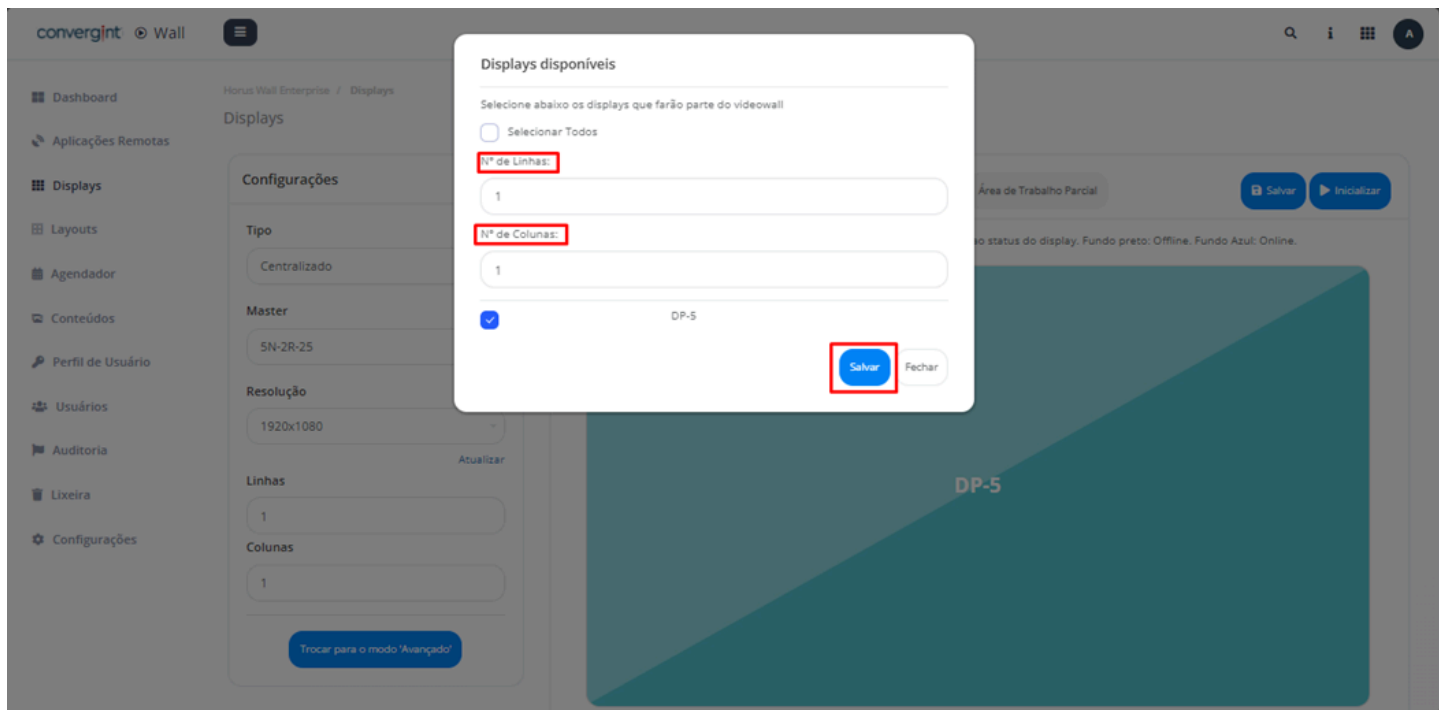 convergint Wall
A
Dashboard
Aplicações Remotas
Displays
Layouts
Agendador
Conteúdos
Perfil de Usuário
Usuários
Auditoria
Lixeira
Configurações
Horus Wall Enterprise / Displays
Displays
Configurações
Tipo
Centralizado
Master
5N-2R-25
Resolução
1920x1080
Atualizar
Linhas
1
Colunas
1
Trocar para o modo 'Avançado'
Displays disponíveis
Selecione abaixo os displays que farão parte do videowall
Selecionar Todos
Nº de Linhas:
1
Nº de Colunas:
1
DP-5
Salvar Fechar
Área de Trabalho Parcial
Salvar Inicializar
ao status do display. Fundo preto: Offline. Fundo Azul: Online.
DP-5